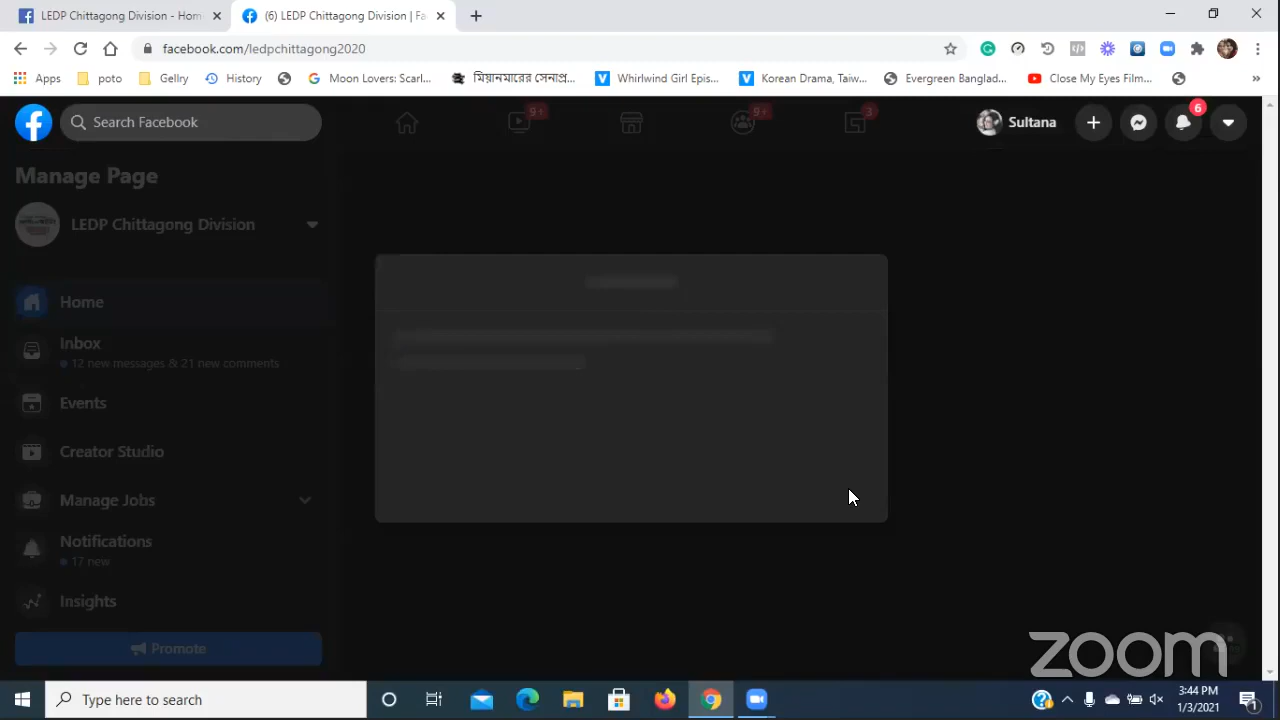 LEDP Chittagong Division - Hom
(6) LEDP Chittagong Division | Fa
facebook.com/ledpchittagong2020
Apps
poto
Gellry
History
Moon Lovers: Scarl...
মিয়ানমারের সেনাপ্র...
Whirlwind Girl Epis...
Korean Drama, Taiw...
Evergreen Banglad...
Close My Eyes Film...
Search Facebook
9+
9+
3
Sultana
6
Manage Page
LEDP Chittagong Division
Home
Inbox
12 new messages & 21 new comments
Events
Creator Studio
Manage Jobs
Notifications
17 new
Insights
Promote
zoom
Type here to search
3:44 PM
1/3/2021
1